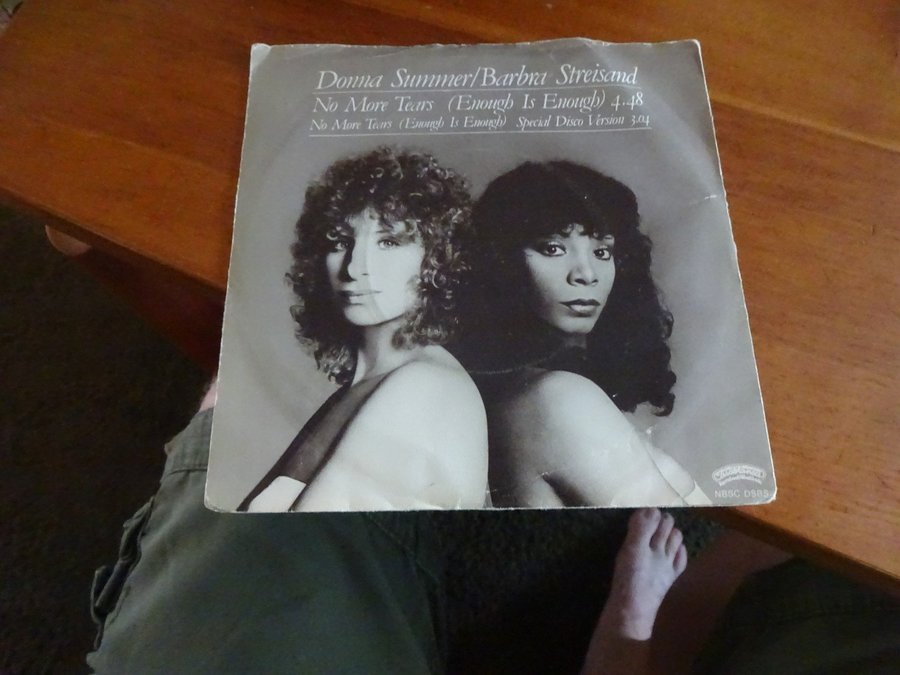 Donna Summer/Barbra Streisand
No More Tears (Enough Is Enough) 4.48
No More Tears (Enough Is Enough) Special Disco Version 3.04
Casablanca
NBSC DSBS